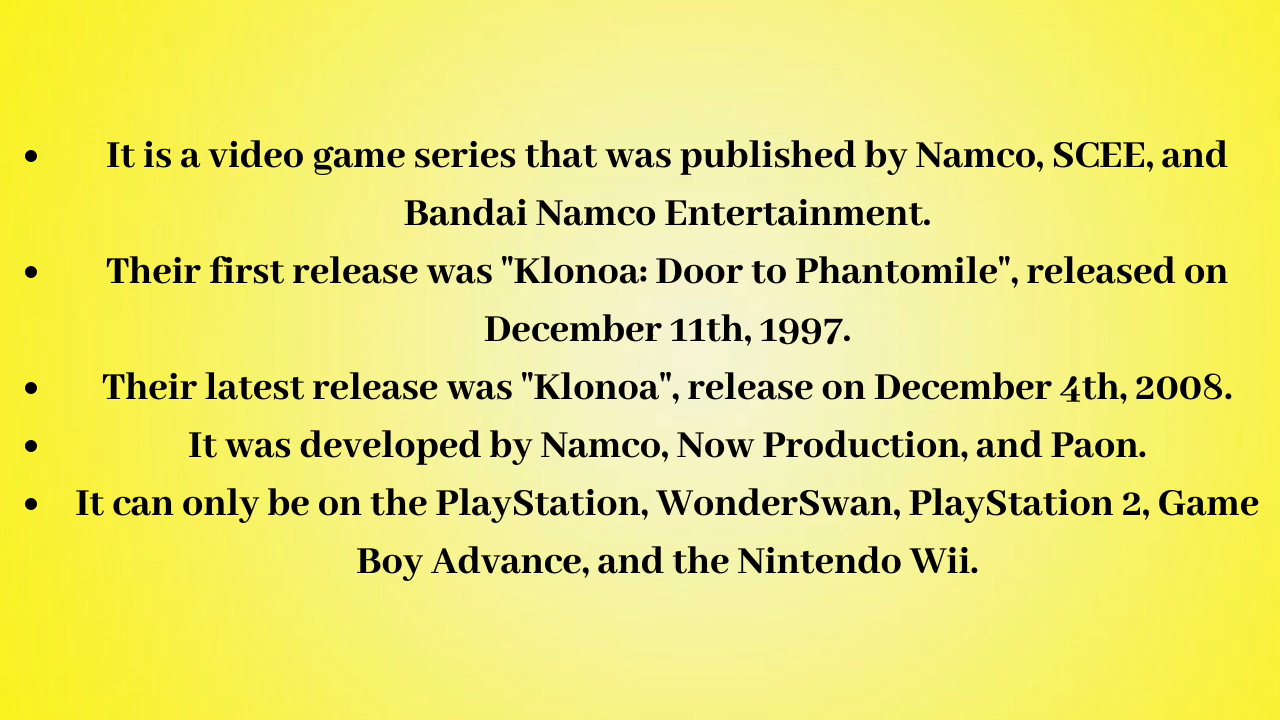 • It is a video game series that was published by Namco, SCEE, and
Bandai Namco Entertainment.
• Their first release was "Klonoa: Door to Phantomile", released on
December 11th, 1997.
• Their latest release was "Klonoa", release on December 4th, 2008.
• It was developed by Namco, Now Production, and Paon.
• It can only be on the PlayStation, WonderSwan, PlayStation 2, Game
Boy Advance, and the Nintendo Wii.